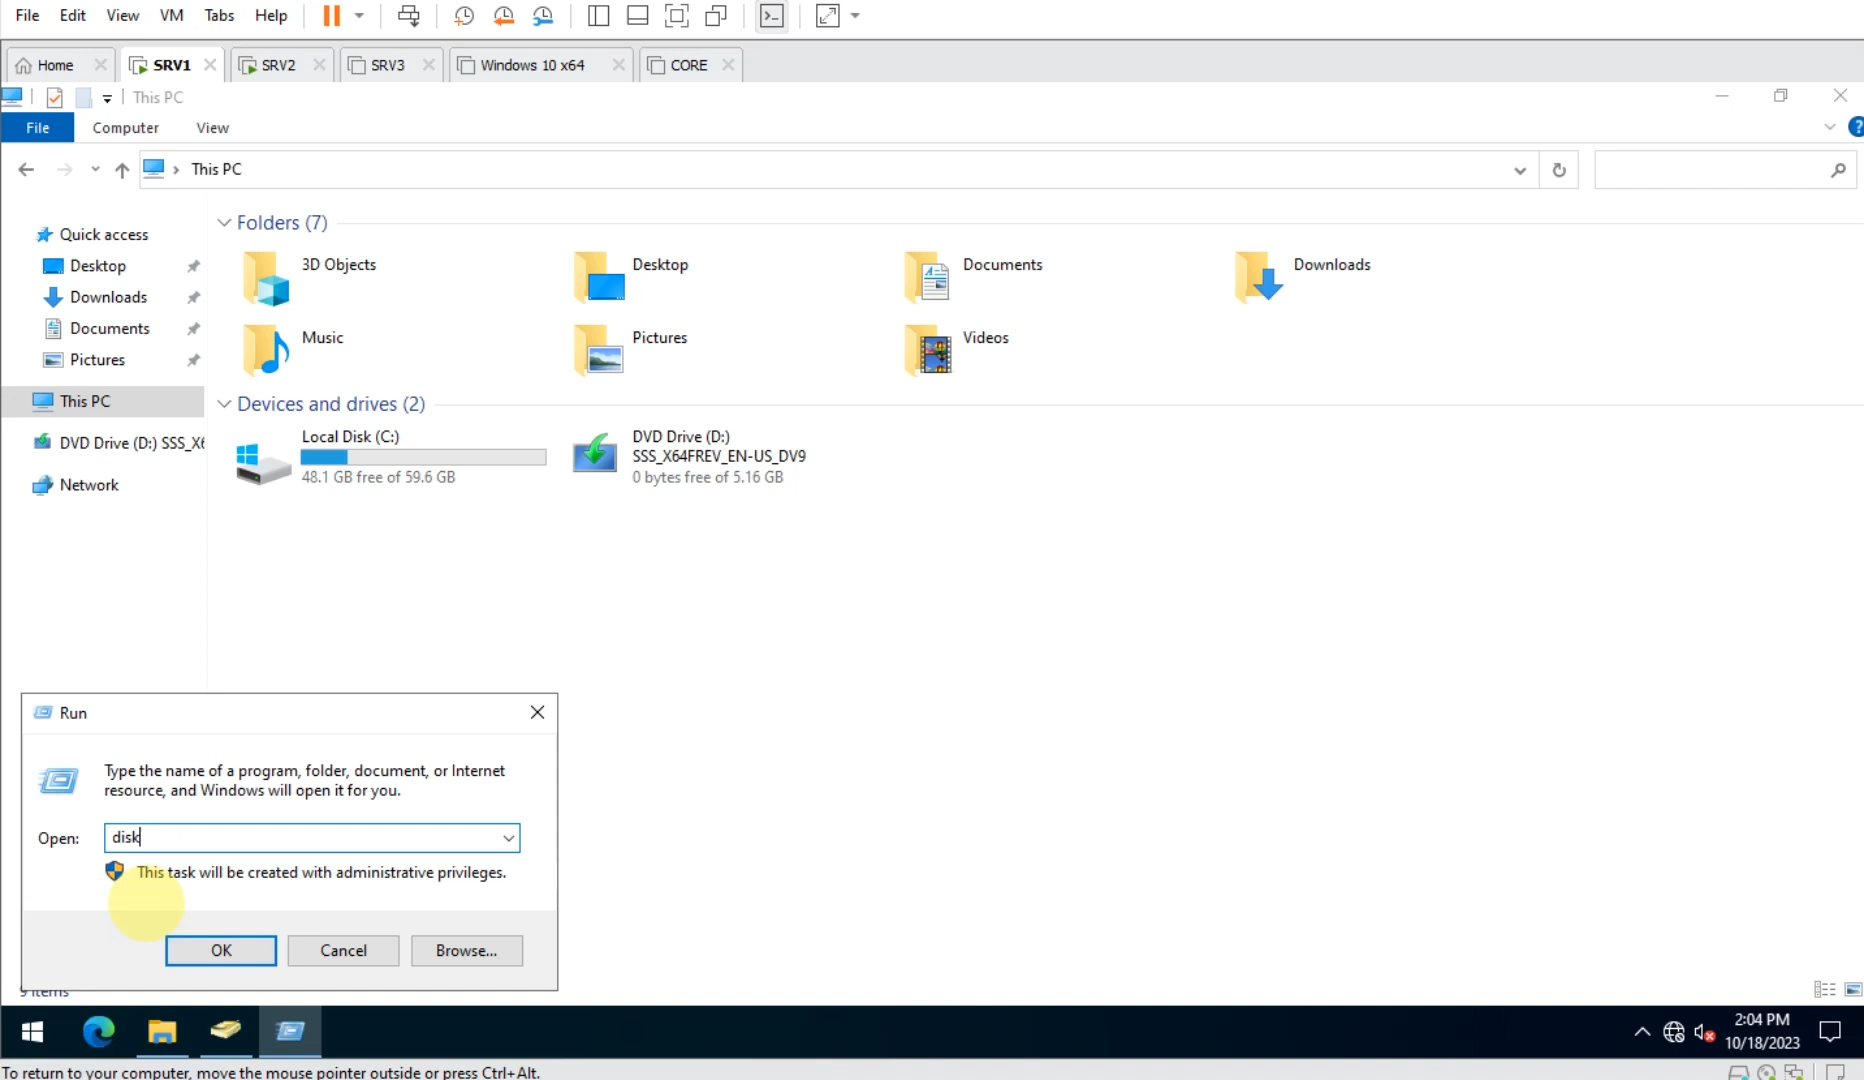 File Edit View VM Tabs Help
Home SRV1 SRV2 SRV3 Windows 10 x64 CORE
This PC
File Computer View
This PC
Quick access
Desktop
Downloads
Documents
Pictures
This PC
DVD Drive (D:) SSS_X6
Network
Folders (7)
3D Objects Desktop Documents Downloads
Music Pictures Videos
Devices and drives (2)
Local Disk (C:)
48.1 GB free of 59.6 GB
DVD Drive (D:)
SSS_X64FREV_EN-US_DV9
0 bytes free of 5.16 GB
Run
Type the name of a program, folder, document, or Internet
resource, and Windows will open it for you.
Open: disk
This task will be created with administrative privileges.
OK Cancel Browse...
9 items
2:04 PM
10/18/2023
To return to your computer, move the mouse pointer outside or press Ctrl+Alt.